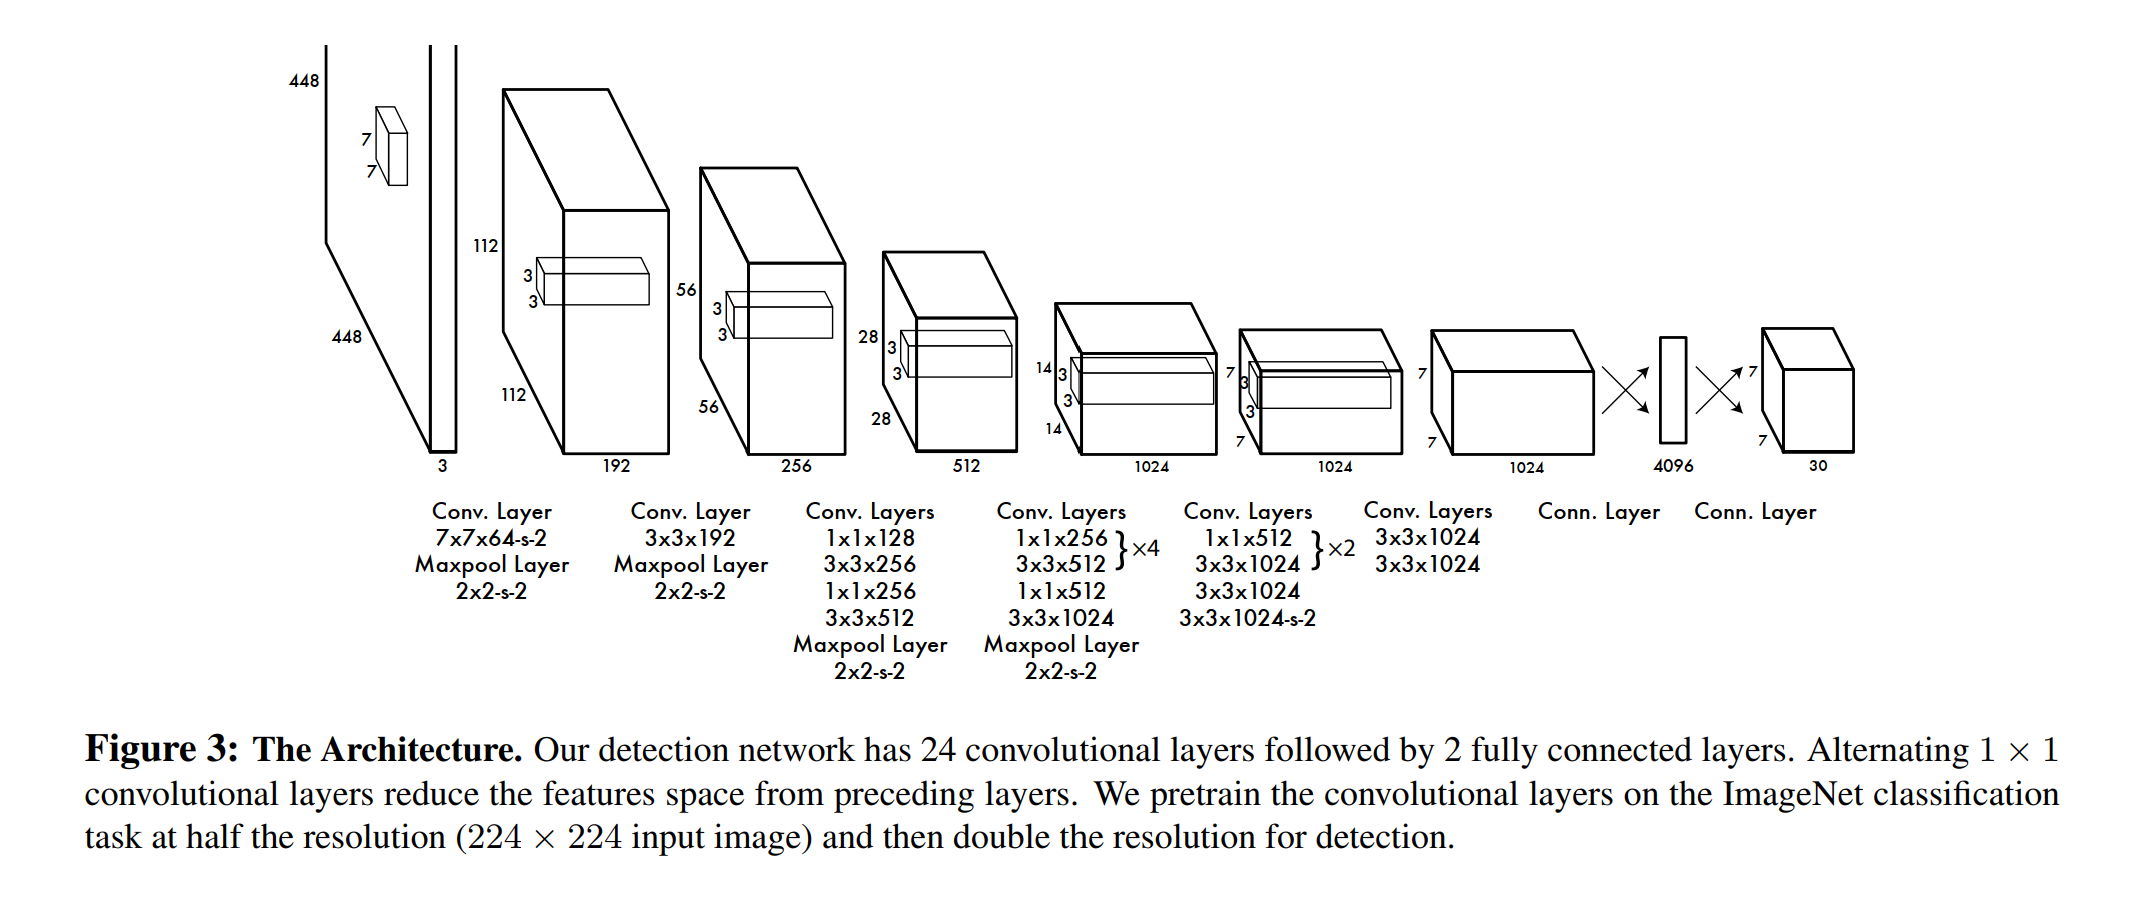 448
7
7
448
3
112
3
3
112
192
56
3
3
56
256
28
3
3
28
512
14
3
3
14
1024
7
3
3
7
1024
7
7
1024
4096
7
7
30
Conv. Layer
7x7x64-s-2
Maxpool Layer
2x2-s-2
Conv. Layer
3x3x192
Maxpool Layer
2x2-s-2
Conv. Layers
1x1x128
3x3x256
1x1x256
3x3x512
Maxpool Layer
2x2-s-2
Conv. Layers
1x1x256
3x3x512
}×4
1x1x512
3x3x1024
Maxpool Layer
2x2-s-2
Conv. Layers
1x1x512
3x3x1024
}×2
3x3x1024
3x3x1024-s-2
Conv. Layers
3x3x1024
3x3x1024
Conn. Layer
Conn. Layer
Figure 3: The Architecture. Our detection network has 24 convolutional layers followed by 2 fully connected layers. Alternating 1 × 1
convolutional layers reduce the features space from preceding layers. We pretrain the convolutional layers on the ImageNet classification
task at half the resolution (224 × 224 input image) and then double the resolution for detection.